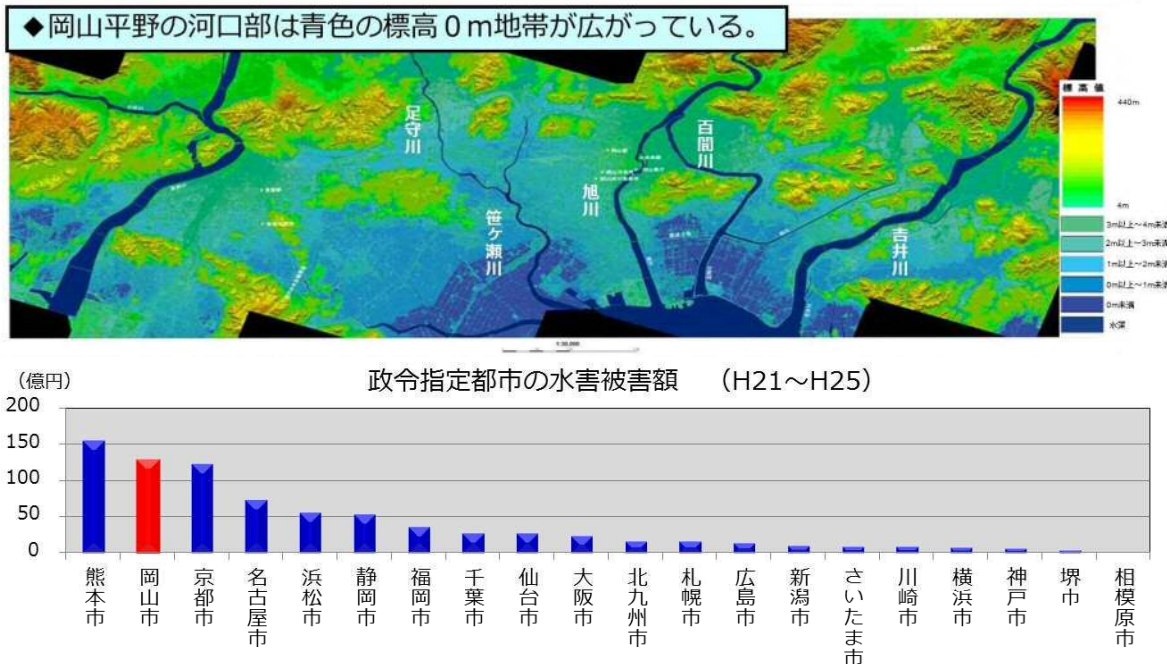 ◆岡山平野の河口部は青色の標高０ｍ地帯が広がっている。
足守川
百間川
旭川
笹ヶ瀬川
吉井川
標高値
440m
4m
3m以上～4m未満
2m以上～3m未満
1m以上～2m未満
0m以上～1m未満
0m未満
水深
（億円）
政令指定都市の水害被害額　（H21～H25）
200
150
100
50
0
熊本市
岡山市
京都市
名古屋市
浜松市
静岡市
福岡市
千葉市
仙台市
大阪市
北九州市
札幌市
広島市
新潟市
さいたま市
川崎市
横浜市
神戸市
堺市
相模原市